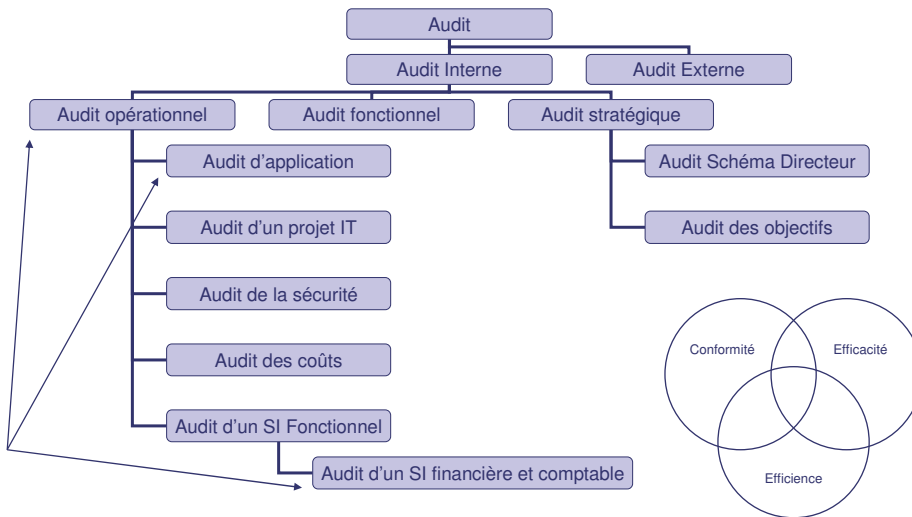 Audit
Audit Interne
Audit Externe
Audit opérationnel
Audit fonctionnel
Audit stratégique
Audit d'application
Audit Schéma Directeur
Audit d'un projet IT
Audit des objectifs
Audit de la sécurité
Audit des coûts
Audit d'un SI Fonctionnel
Audit d'un SI financière et comptable
Conformité
Efficacité
Efficience